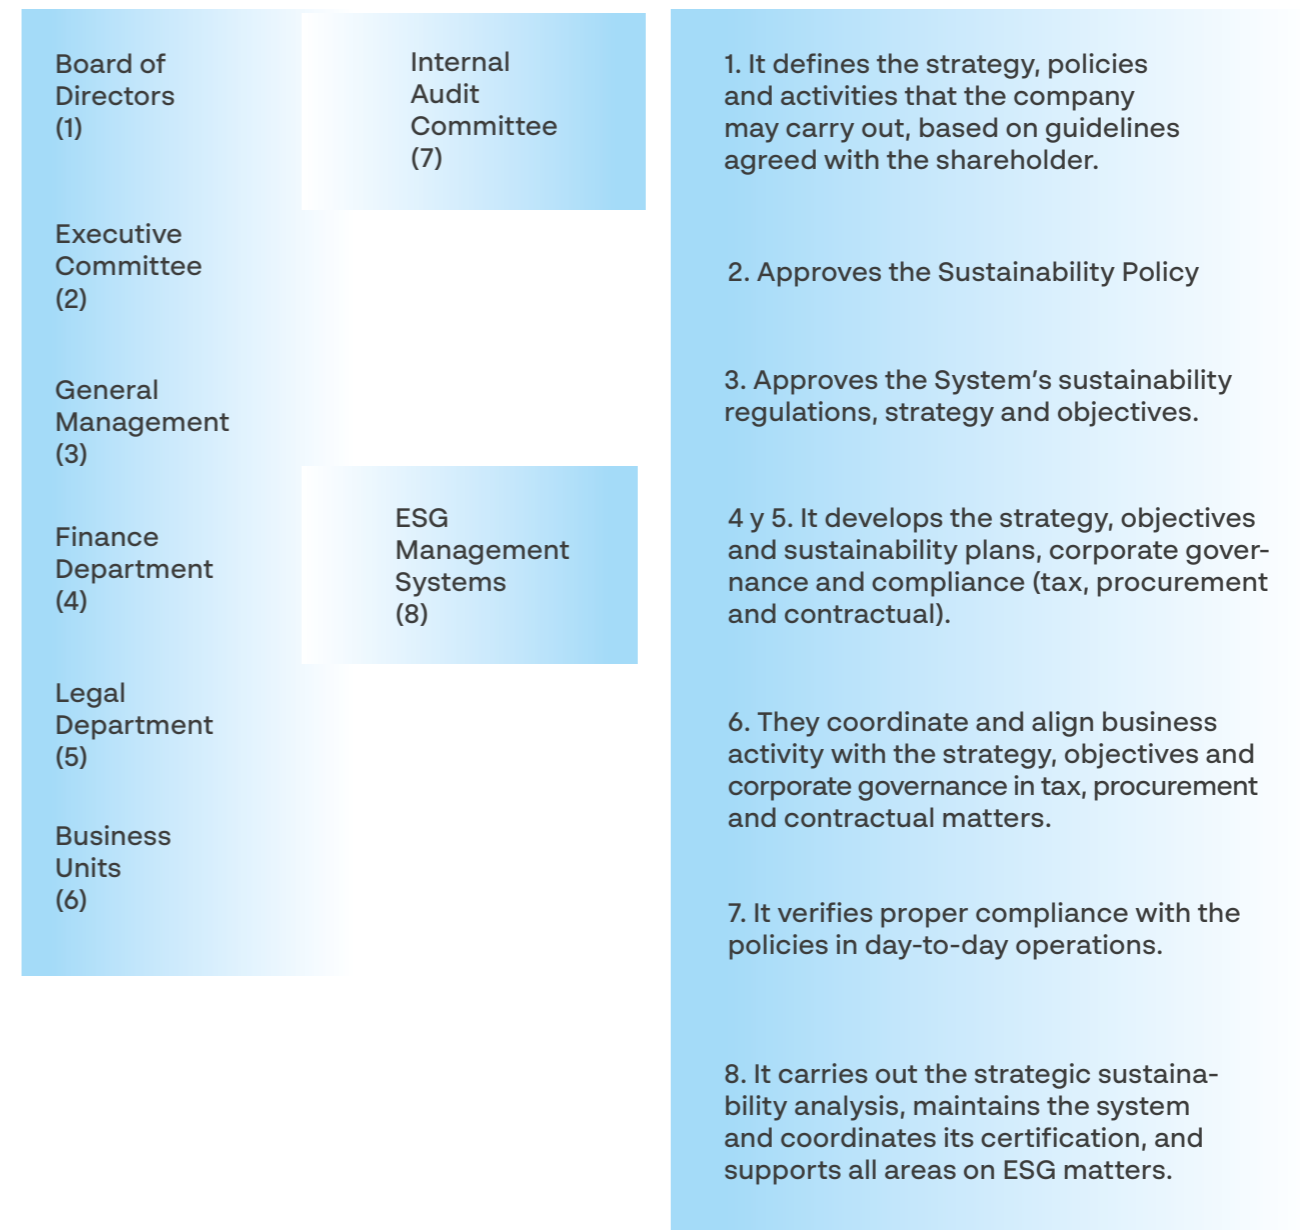 Board of
Directors
(1)
Executive
Committee
(2)
General
Management
(3)
Finance
Department
(4)
Legal
Department
(5)
Business
Units
(6)
Internal
Audit
Committee
(7)
ESG
Management
Systems
(8)
1. It defines the strategy, policies
and activities that the company
may carry out, based on guidelines
agreed with the shareholder.
2. Approves the Sustainability Policy
3. Approves the System’s sustainability
regulations, strategy and objectives.
4 y 5. It develops the strategy, objectives
and sustainability plans, corporate gover-
nance and compliance (tax, procurement
and contractual).
6. They coordinate and align business
activity with the strategy, objectives and
corporate governance in tax, procurement
and contractual matters.
7. It verifies proper compliance with the
policies in day-to-day operations.
8. It carries out the strategic sustaina-
bility analysis, maintains the system
and coordinates its certification, and
supports all areas on ESG matters.